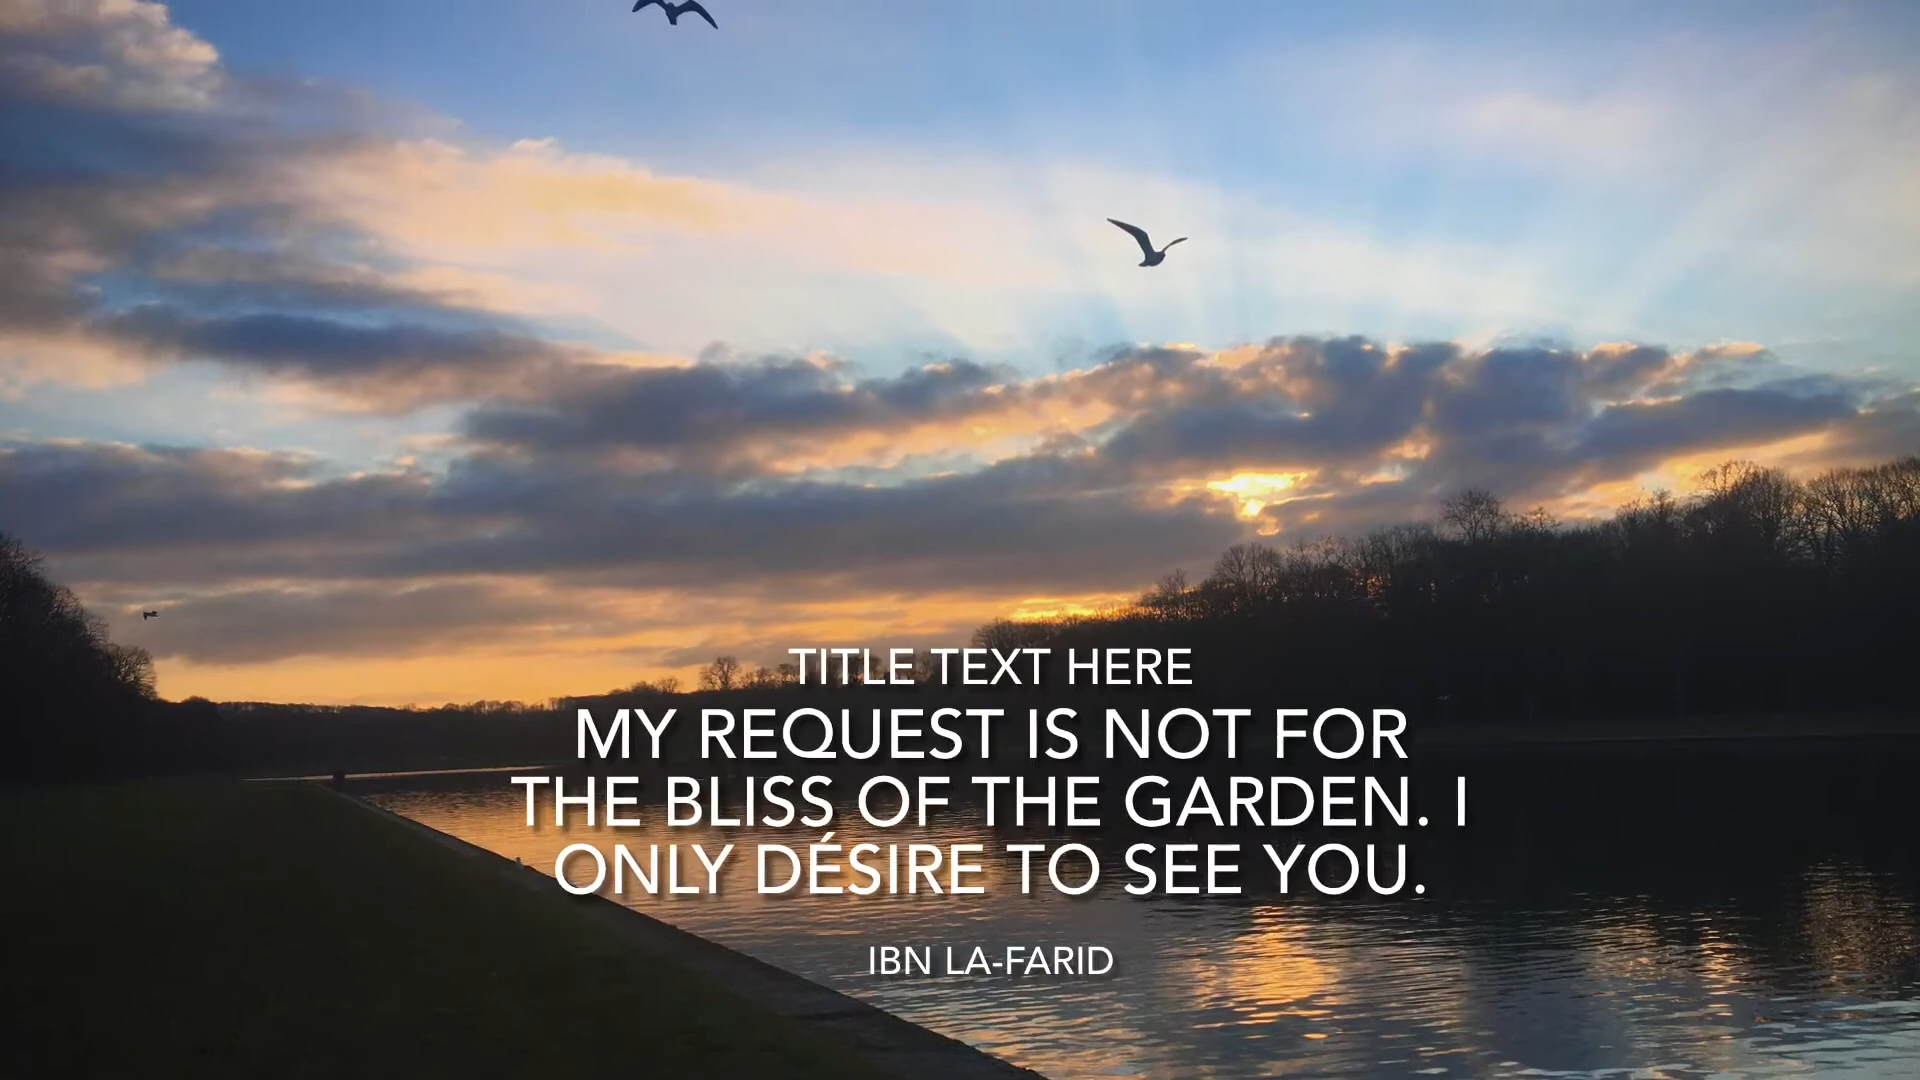 TITLE TEXT HERE
MY REQUEST IS NOT FOR
THE BLISS OF THE GARDEN. I
ONLY DÉSIRE TO SEE YOU.
IBN LA-FARID